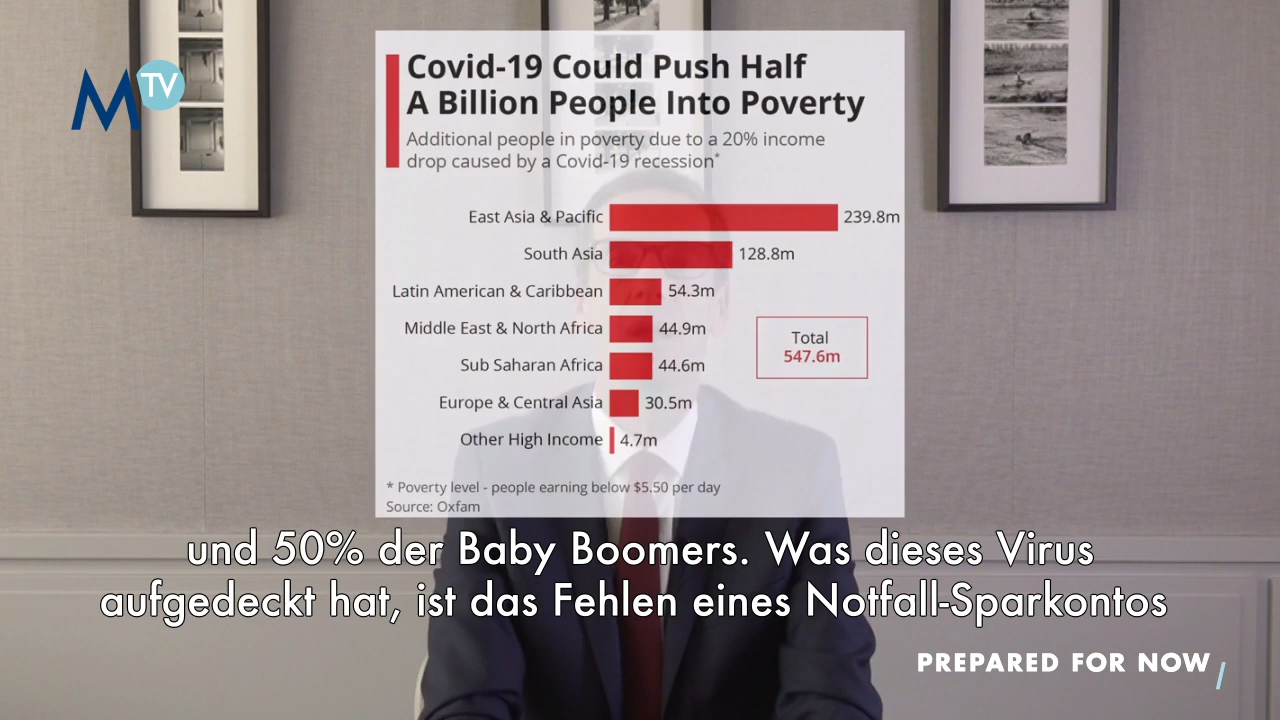 M TV
Covid-19 Could Push Half
A Billion People Into Poverty
Additional people in poverty due to a 20% income
drop caused by a Covid-19 recession*
East Asia & Pacific 239.8m
South Asia 128.8m
Latin American & Caribbean 54.3m
Middle East & North Africa 44.9m
Sub Saharan Africa 44.6m
Europe & Central Asia 30.5m
Other High Income 4.7m
Total
547.6m
* Poverty level - people earning below $5.50 per day
Source: Oxfam
und 50% der Baby Boomers. Was dieses Virus
aufgedeckt hat, ist das Fehlen eines Notfall-Sparkontos
PREPARED FOR NOW /